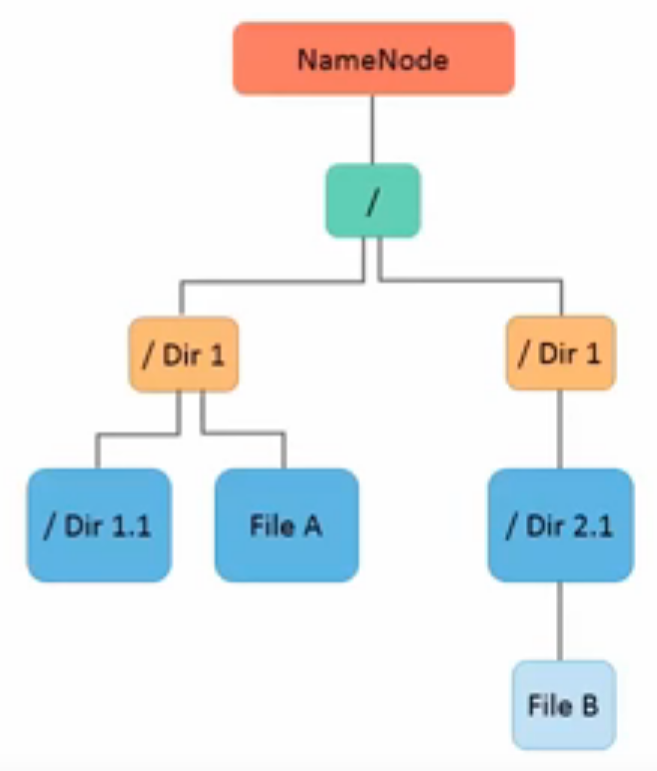 NameNode
/
/ Dir 1
/ Dir 1
/ Dir 1.1
File A
/ Dir 2.1
File B